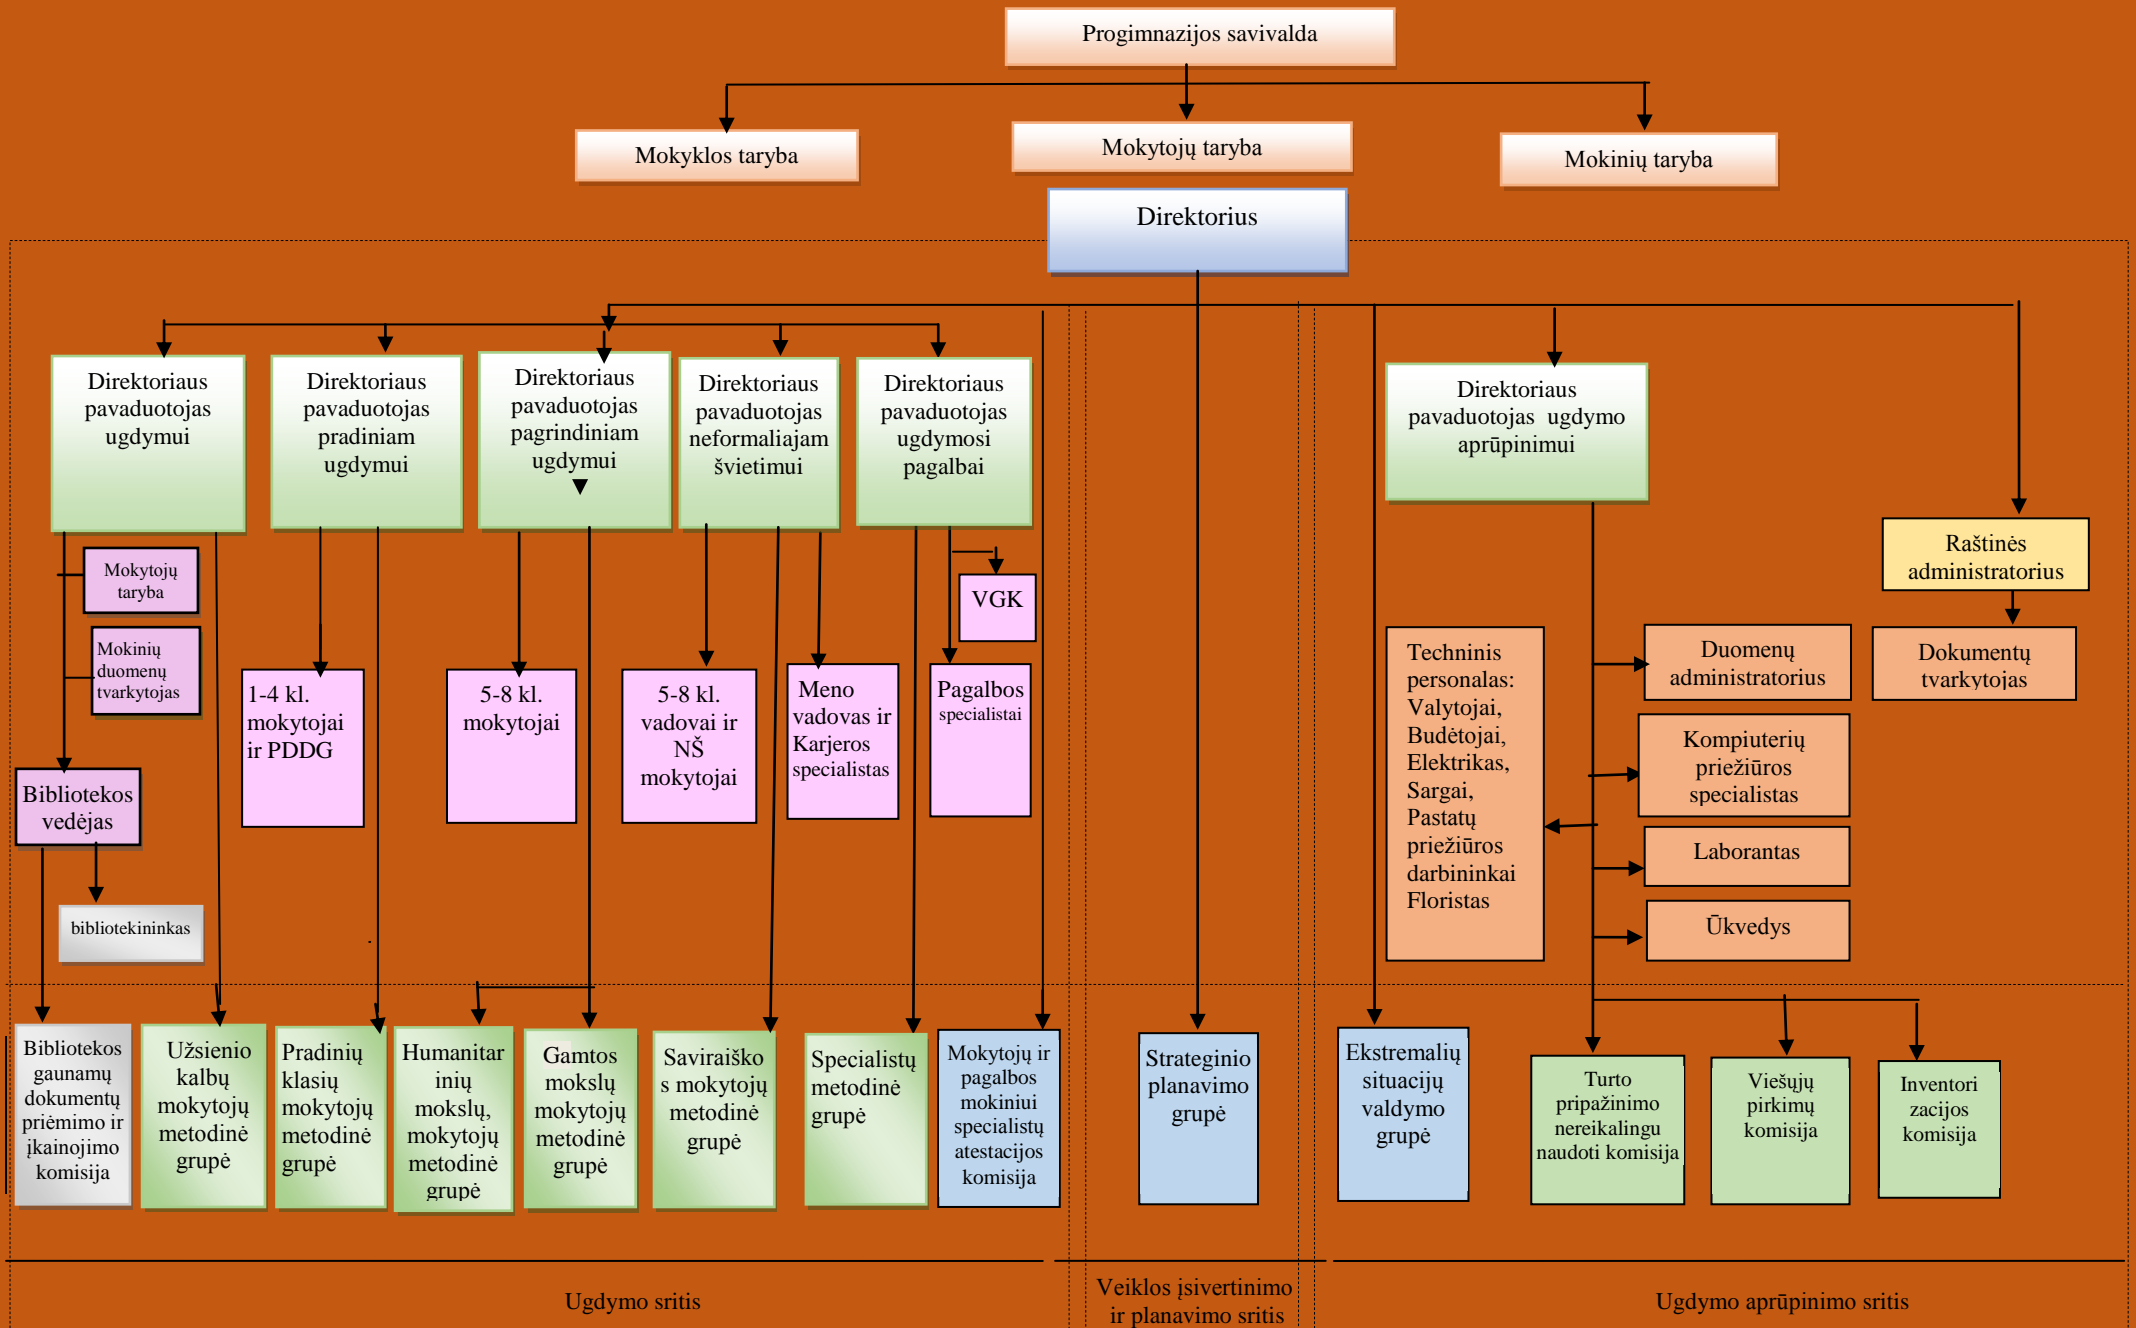 Progimnazijos savivalda
Mokyklos taryba
Mokytojų taryba
Mokinių taryba
Direktorius
Direktoriaus
pavaduotojas
ugdymui
Direktoriaus
pavaduotojas
pradiniam
ugdymui
Direktoriaus
pavaduotojas
pagrindiniam
ugdymui
Direktoriaus
pavaduotojas
neformaliajam
švietimui
Direktoriaus
pavaduotojas
ugdymosi
pagalbai
Direktoriaus
pavaduotojas ugdymo
aprūpinimui
Raštinės
administratorius
Mokytojų
taryba
Mokinių
duomenų
tvarkytojas
VGK
1-4 kl.
mokytojai
ir PDDG
5-8 kl.
mokytojai
5-8 kl.
vadovai ir
NŠ
mokytojai
Meno
vadovas ir
Karjeros
specialistas
Pagalbos
specialistai
Techninis
personalas:
Valytojai,
Budėtojai,
Elektrikas,
Sargai,
Pastatų
priežiūros
darbininkai
Floristas
Duomenų
administratorius
Dokumentų
tvarkytojas
Kompiuterių
priežiūros
specialistas
Laborantas
Ūkvedys
Bibliotekos
vedėjas
bibliotekininkas
Bibliotekos
gaunamų
dokumentų
priėmimo ir
įkainojimo
komisija
Užsienio
kalbų
mokytojų
metodinė
grupė
Pradinių
klasių
mokytojų
metodinė
grupė
Humanitar
inių
mokslų,
mokytojų
metodinė
grupė
Gamtos
mokslų
mokytojų
metodinė
grupė
Saviraiško
s mokytojų
metodinė
grupė
Specialistų
metodinė
grupė
Mokytojų ir
pagalbos
mokiniui
specialistų
atestacijos
komisija
Strateginio
planavimo
grupė
Ekstremalių
situacijų
valdymo
grupė
Turto
pripažinimo
nereikalingu
naudoti komisija
Viešųjų
pirkimų
komisija
Inventori
zacijos
komisija
Ugdymo sritis
Veiklos įsivertinimo
ir planavimo sritis
Ugdymo aprūpinimo sritis